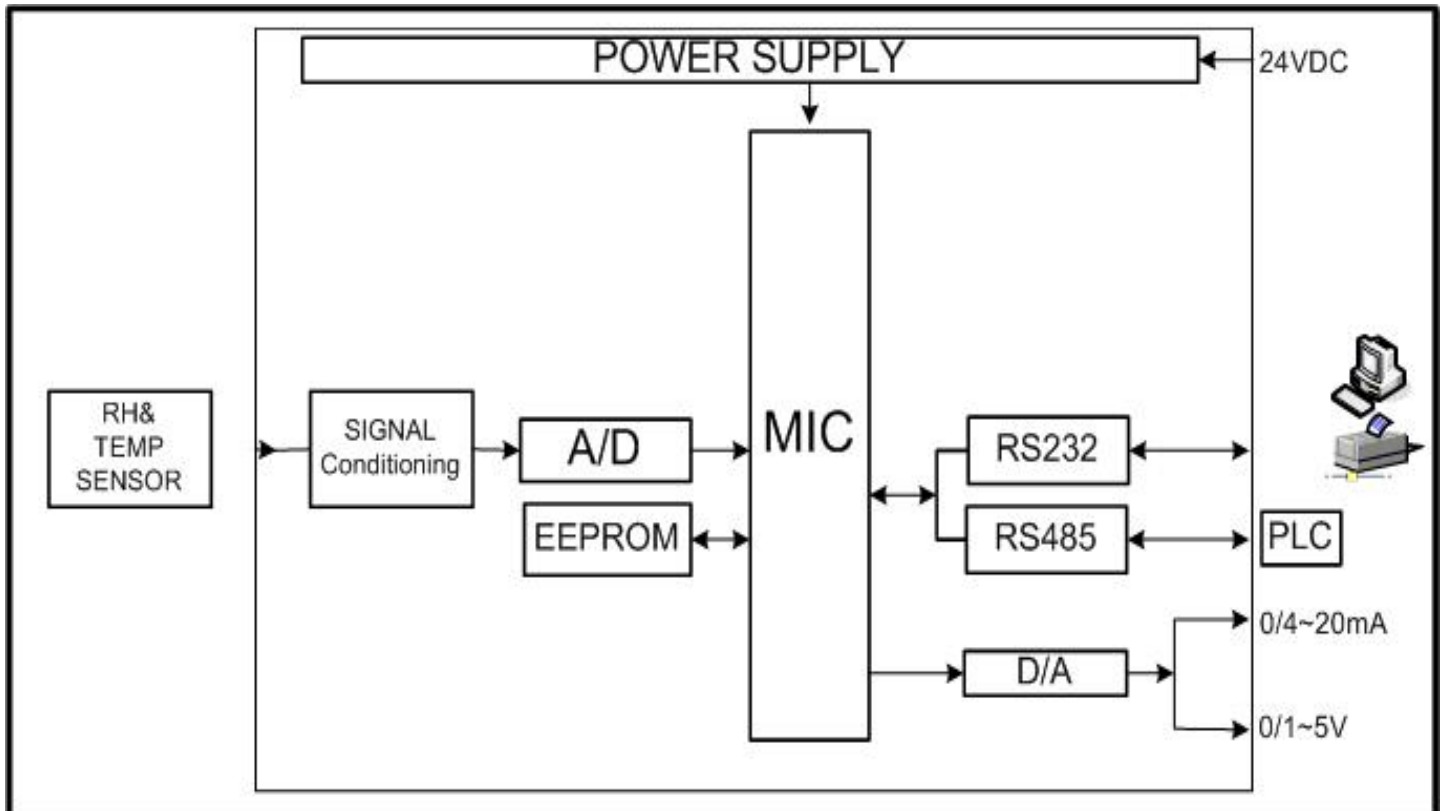 POWER SUPPLY
24VDC
RH&
TEMP
SENSOR
SIGNAL
Conditioning
A/D
EEPROM
MIC
RS232
RS485
PLC
D/A
0/4~20mA
0/1~5V